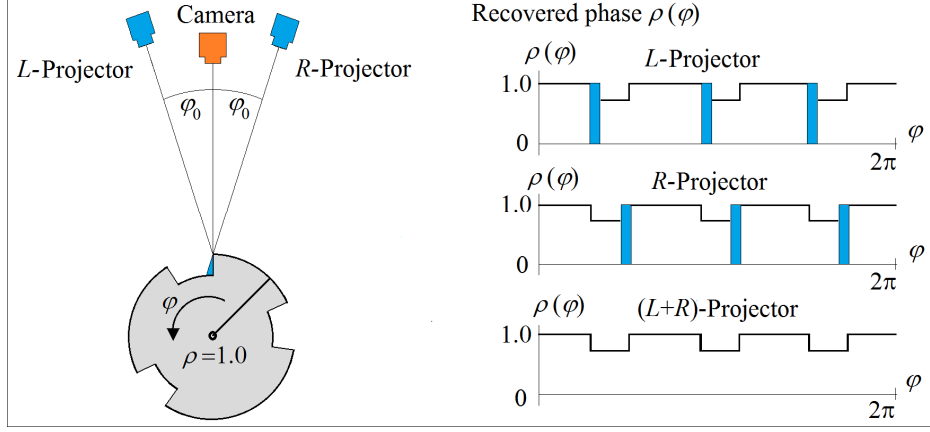 Camera
L-Projector
R-Projector
φ₀
φ₀
φ
ρ=1.0
Recovered phase ρ(φ)
ρ(φ)
L-Projector
1.0
0
φ
2π
ρ(φ)
R-Projector
1.0
0
φ
2π
ρ(φ)
(L+R)-Projector
1.0
0
φ
2π